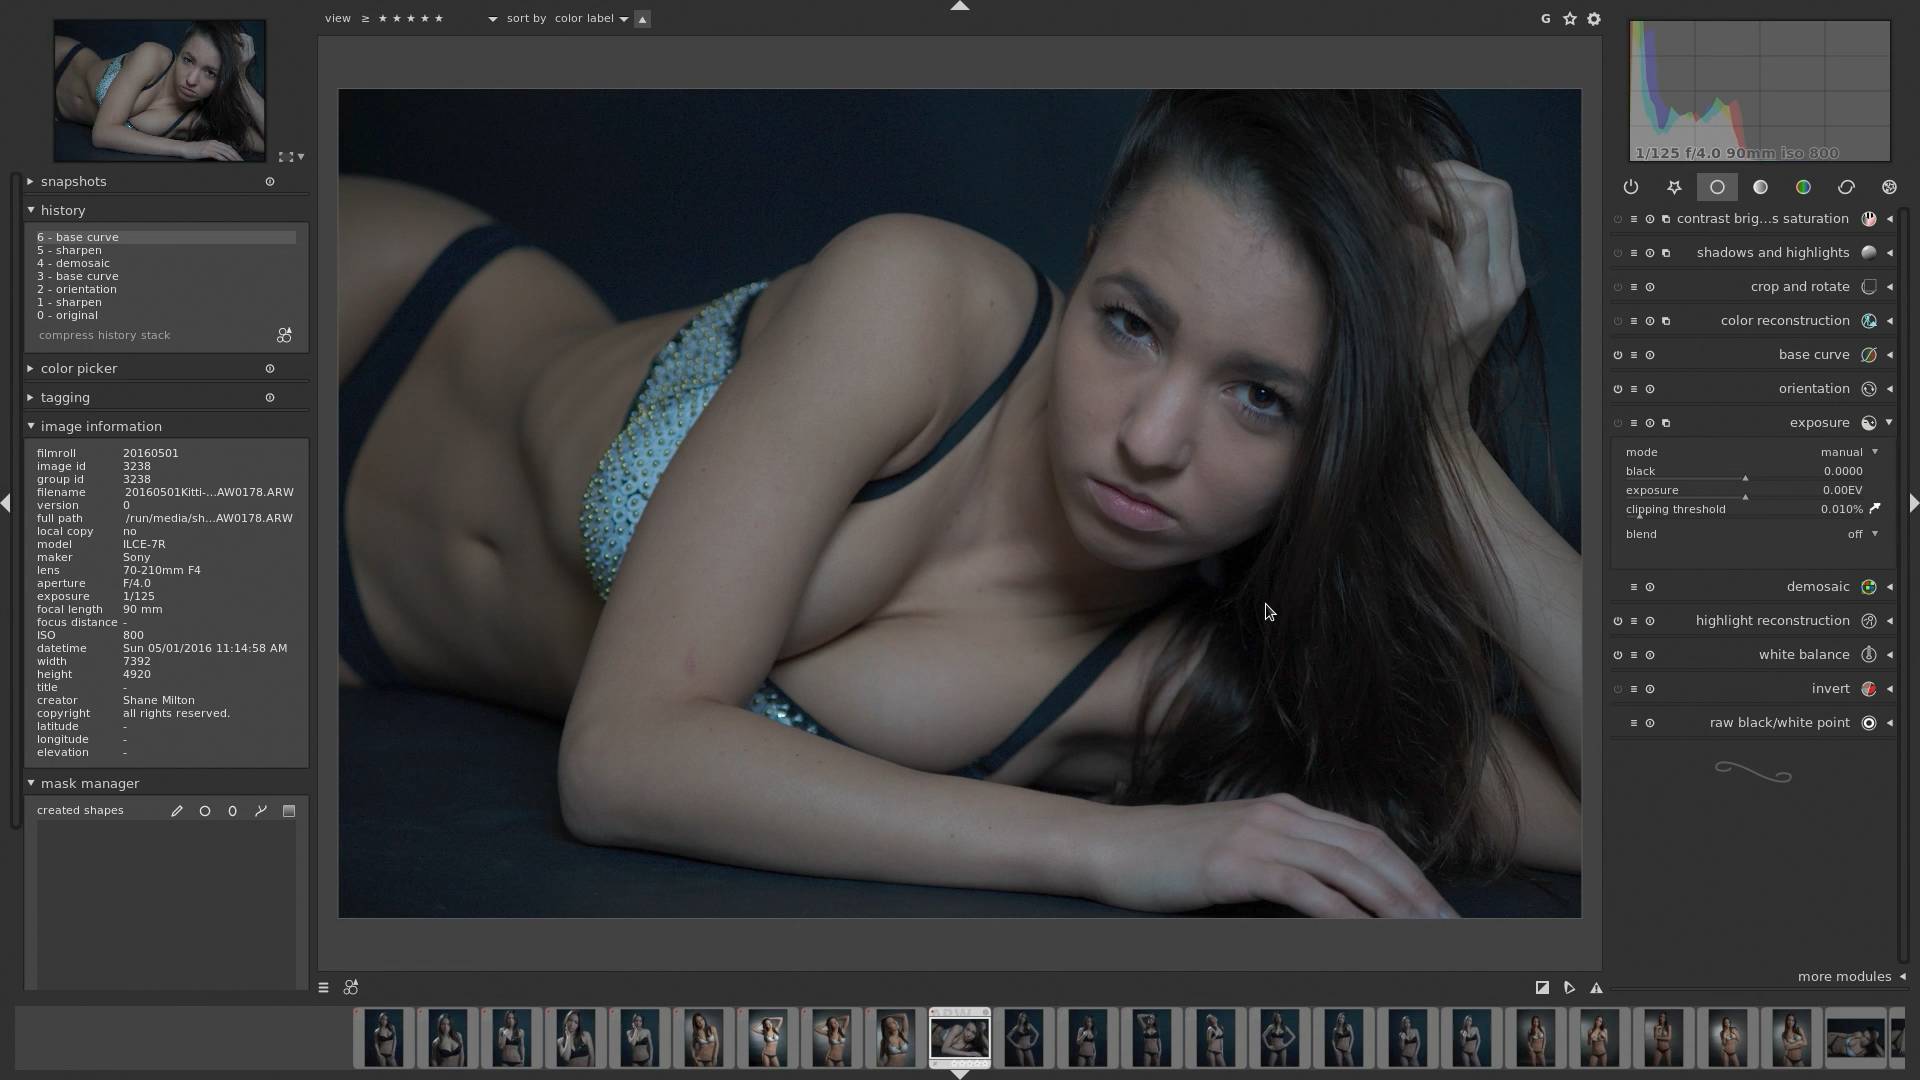 view ≥ ★ ★ ★ ★ ★ sort by color label
G
1/125 f/4.0 90mm iso 800
snapshots
history
6 - base curve
5 - sharpen
4 - demosaic
3 - base curve
2 - orientation
1 - sharpen
0 - original
compress history stack
color picker
tagging
image information
filmroll 20160501
image id 3238
group id 3238
filename 20160501Kitti-...AW0178.ARW
version 0
full path /run/media/sh...AW0178.ARW
local copy no
model ILCE-7R
maker Sony
lens 70-210mm F4
aperture F/4.0
exposure 1/125
focal length 90 mm
focus distance -
ISO 800
datetime Sun 05/01/2016 11:14:58 AM
width 7392
height 4920
title -
creator Shane Milton
copyright all rights reserved.
latitude -
longitude -
elevation -
mask manager
created shapes
contrast brig...s saturation
shadows and highlights
crop and rotate
color reconstruction
base curve
orientation
exposure
mode manual
black 0.0000
exposure 0.00EV
clipping threshold 0.010%
blend off
demosaic
highlight reconstruction
white balance
invert
raw black/white point
more modules